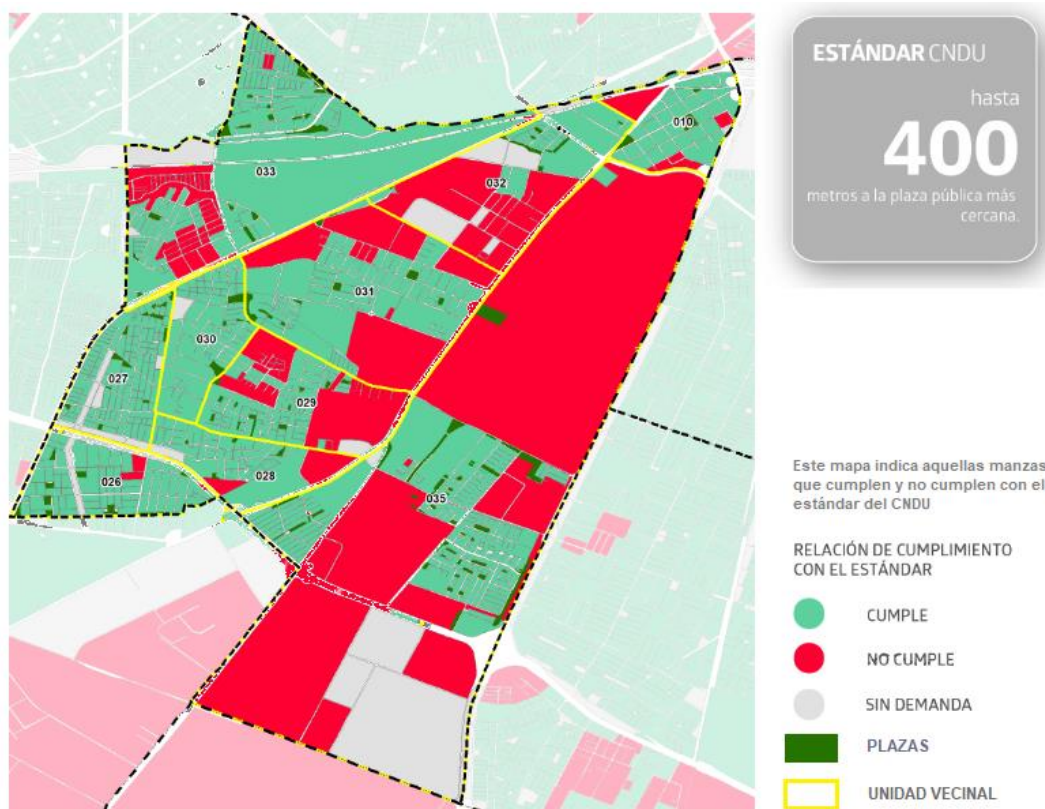 ESTÁNDAR CNDU
hasta
400
metros a la plaza pública más
cercana.
010
033
032
031
030
027
029
028
026
035
Este mapa indica aquellas manzas
que cumplen y no cumplen con el
estándar del CNDU
RELACIÓN DE CUMPLIMIENTO
CON EL ESTÁNDAR
CUMPLE
NO CUMPLE
SIN DEMANDA
PLAZAS
UNIDAD VECINAL